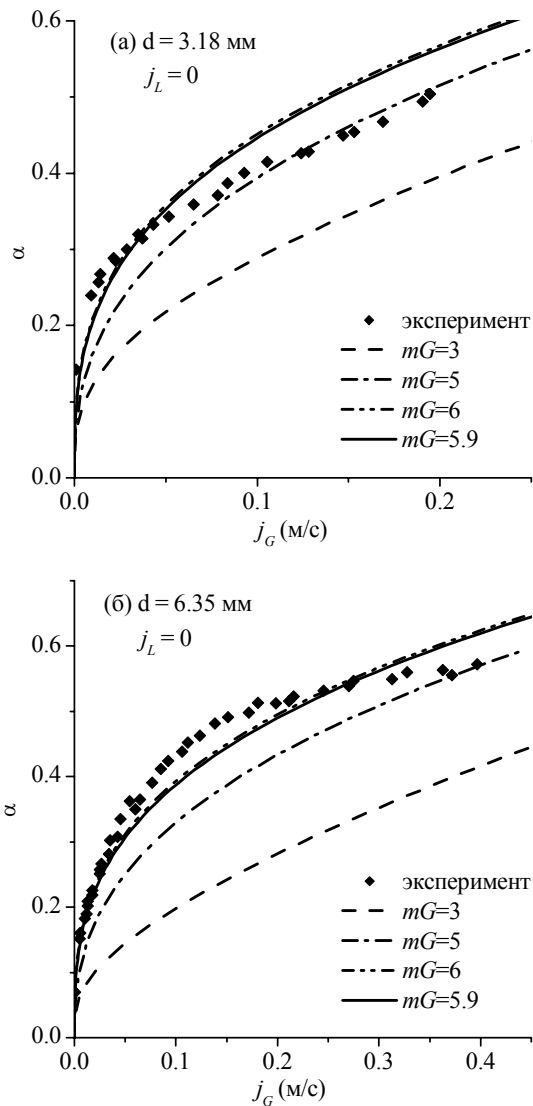 0.6
(а) d = 3.18 мм
j_L = 0
0.4
α
0.2
эксперимент
mG=3
mG=5
mG=6
mG=5.9
0.0
0.0 0.1 0.2
j_G (м/с)
(б) d = 6.35 мм
j_L = 0
0.6
0.4
α
0.2
эксперимент
mG=3
mG=5
mG=6
mG=5.9
0.0
0.0 0.1 0.2 0.3 0.4
j_G (м/с)